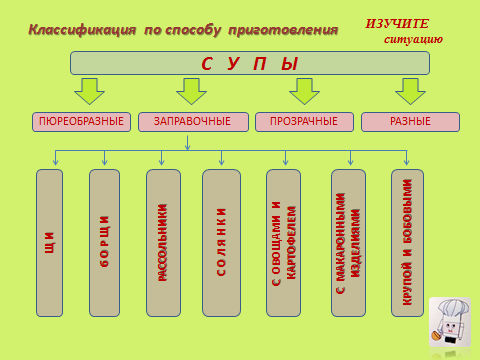 Классификация по способу приготовления
ИЗУЧИТЕ
ситуацию
С У П Ы
ПЮРЕОБРАЗНЫЕ
ЗАПРАВОЧНЫЕ
ПРОЗРАЧНЫЕ
РАЗНЫЕ
Щ И
б О Р Щ И
РАССОЛЬНИКИ
С О Л Я Н К И
С ОВОЩАМИ И
КАРТОФЕЛЕМ
С МАКАРОННЫМИ
ИЗДЕЛИЯМИ
КРУПОЙ И БОБОВЫМИ